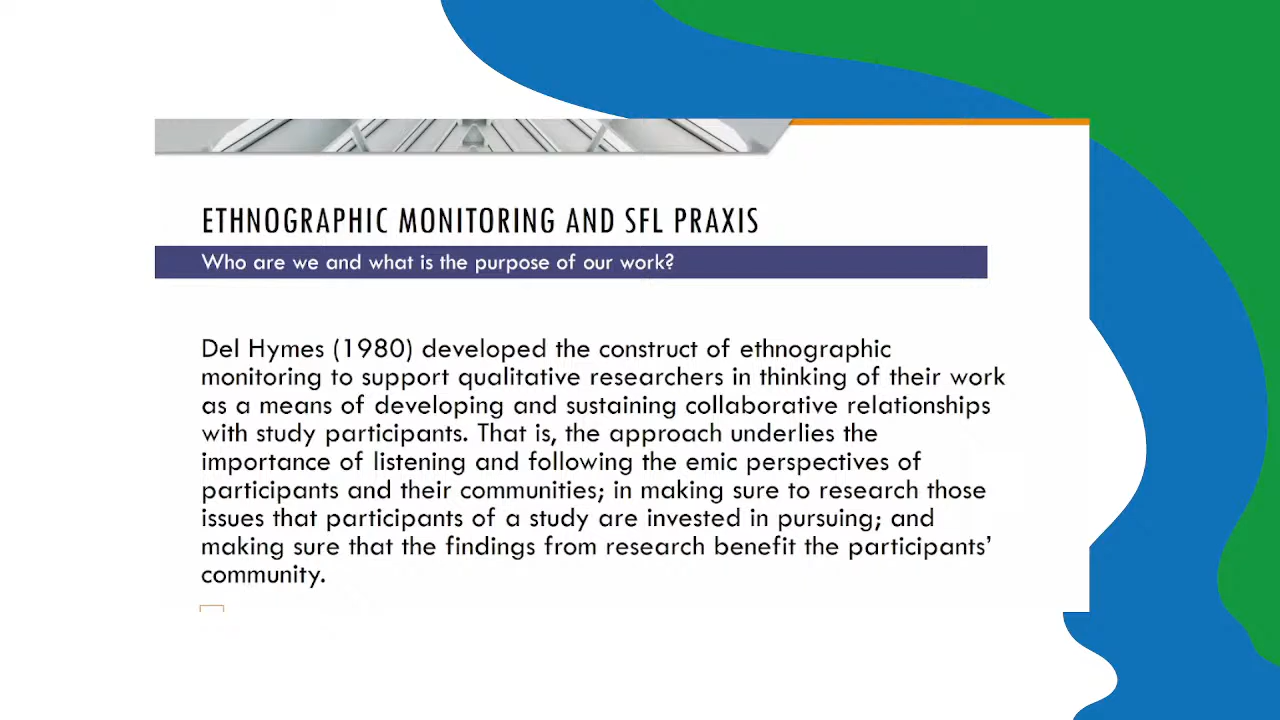 ETHNOGRAPHIC MONITORING AND SFL PRAXIS
Who are we and what is the purpose of our work?
Del Hymes (1980) developed the construct of ethnographic
monitoring to support qualitative researchers in thinking of their work
as a means of developing and sustaining collaborative relationships
with study participants. That is, the approach underlies the
importance of listening and following the emic perspectives of
participants and their communities; in making sure to research those
issues that participants of a study are invested in pursuing; and
making sure that the findings from research benefit the participants’
community.